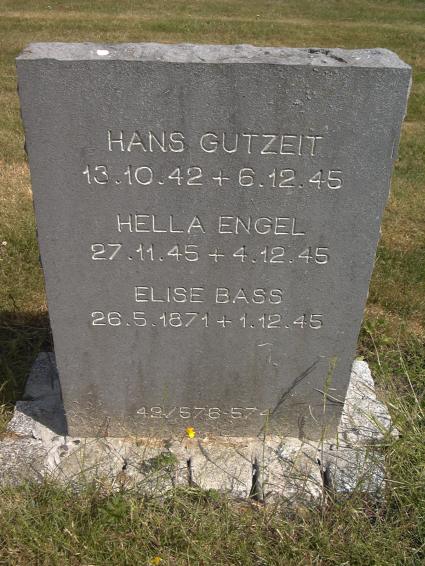 HANS GUTZEIT
13.10.42 + 6.12.45
HELLA ENGEL
27.11.45 + 4.12.45
ELISE BASS
26.5.1871 + 1.12.45
42/576-574